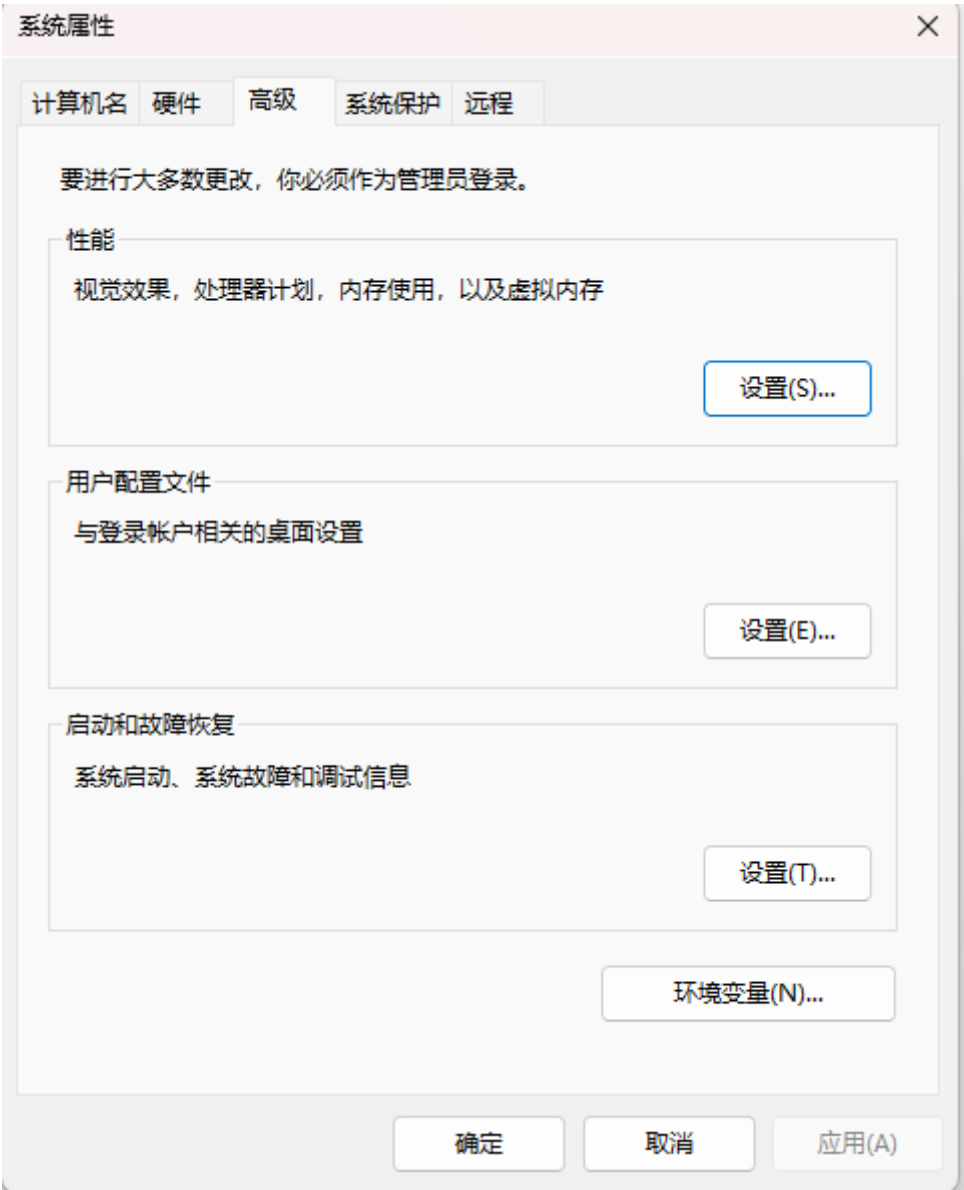 系统属性
计算机名 硬件 高级 系统保护 远程
要进行大多数更改，你必须作为管理员登录。
性能
视觉效果，处理器计划，内存使用，以及虚拟内存
设置(S)...
用户配置文件
与登录帐户相关的桌面设置
设置(E)...
启动和故障恢复
系统启动、系统故障和调试信息
设置(T)...
环境变量(N)...
确定 取消 应用(A)